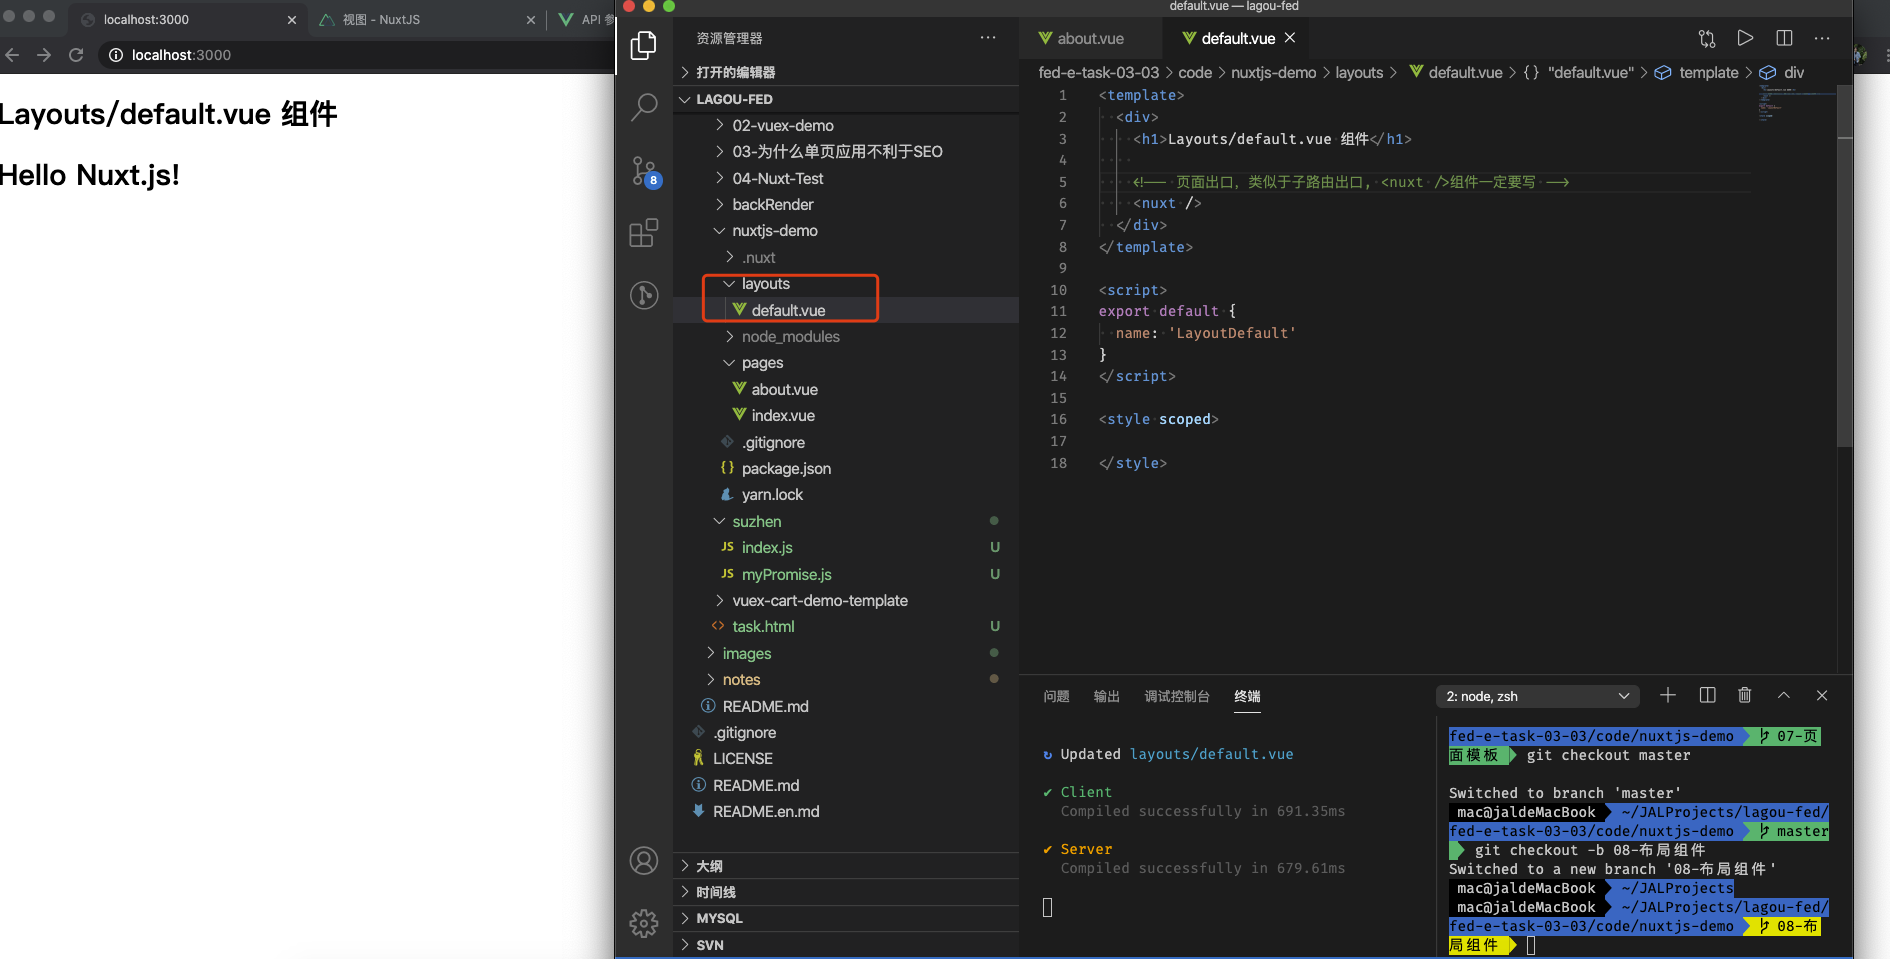 localhost:3000
视图 - NuxtJS
API 参
localhost:3000
Layouts/default.vue 组件
Hello Nuxt.js!
default.vue — lagou-fed
资源管理器
打开的编辑器
LAGOU-FED
02-vuex-demo
03-为什么单页应用不利于SEO
04-Nuxt-Test
backRender
nuxtjs-demo
.nuxt
layouts
default.vue
node_modules
pages
about.vue
index.vue
.gitignore
{} package.json
yarn.lock
suzhen
JS index.js U
JS myPromise.js U
vuex-cart-demo-template
<> task.html U
images
notes
README.md
.gitignore
LICENSE
README.md
README.en.md
大纲
时间线
MYSQL
SVN
8
about.vue
default.vue
fed-e-task-03-03 > code > nuxtjs-demo > layouts > default.vue > {} "default.vue" > template > div
1 <template>
2 <div>
3 <h1>Layouts/default.vue 组件</h1>
4
5 <!-- 页面出口，类似于子路由出口，<nuxt />组件一定要写 -->
6 <nuxt />
7 </div>
8 </template>
9
10 <script>
11 export default {
12 name: 'LayoutDefault'
13 }
14 </script>
15
16 <style scoped>
17
18 </style>
问题 输出 调试控制台 终端
2: node, zsh
↻ Updated layouts/default.vue
✔ Client
Compiled successfully in 691.35ms
✔ Server
Compiled successfully in 679.61ms
fed-e-task-03-03/code/nuxtjs-demo 07-页
面模板 git checkout master
Switched to branch 'master'
mac@jaldeMacBook ~/JALProjects/lagou-fed/
fed-e-task-03-03/code/nuxtjs-demo master
git checkout -b 08-布局组件
Switched to a new branch '08-布局组件'
mac@jaldeMacBook ~/JALProjects
mac@jaldeMacBook ~/JALProjects/lagou-fed/
fed-e-task-03-03/code/nuxtjs-demo 08-布
局组件